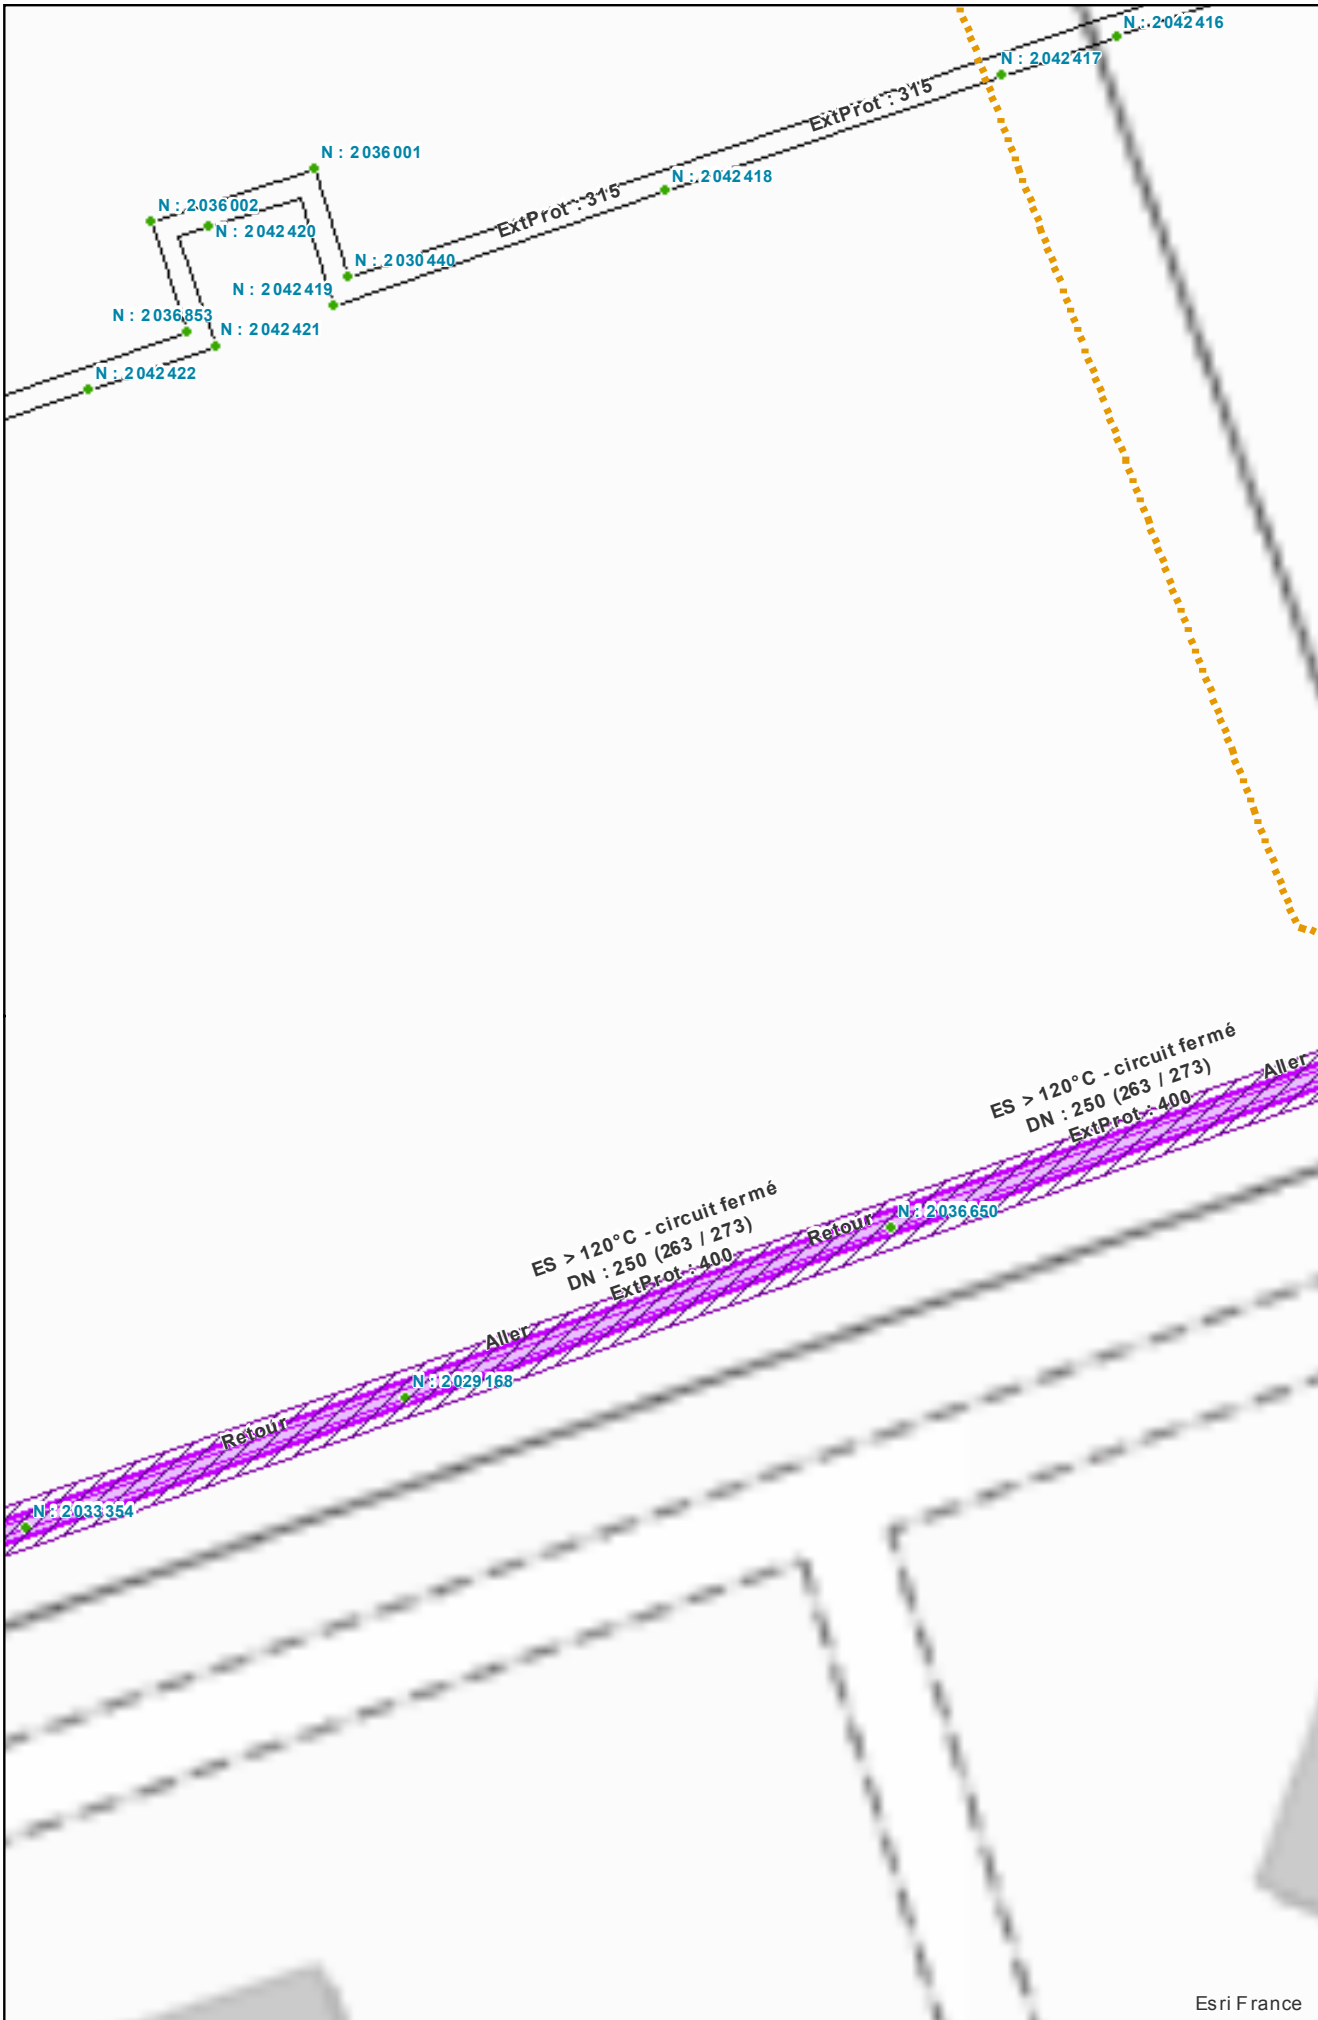 N : 2042416
N : 2042417
ExtProt : 315
N : 2036001
N : 2042418
ExtProt : 315
N : 2036002
N : 2042420
N : 2030440
N : 2042419
N : 2036853
N : 2042421
N : 2042422
ES > 120°C - circuit fermé
DN : 250 (263 / 273)
ExtProt : 400
Aller
ES > 120°C - circuit fermé
DN : 250 (263 / 273)
ExtProt : 400
Retour
N : 2036650
Aller
N : 2029168
Retour
N : 2033354
Esri France